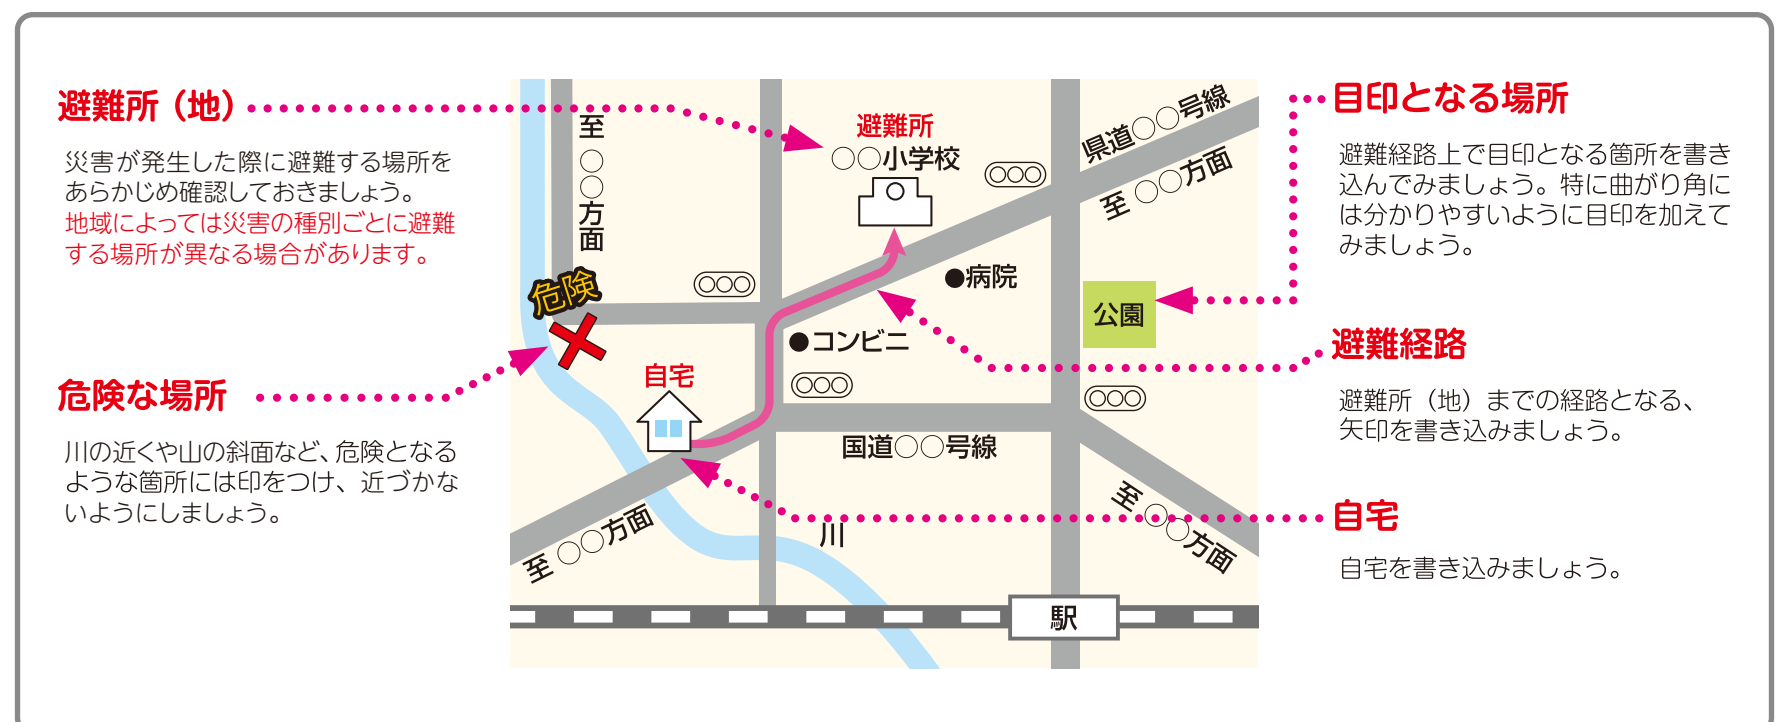 避難所（地）
災害が発生した際に避難する場所を
あらかじめ確認しておきましょう。
地域によっては災害の種別ごとに避難
する場所が異なる場合があります。
危険な場所
川の近くや山の斜面など、危険となる
ような箇所には印をつけ、近づかな
いようにしましょう。
至○○方面
危険
自宅
至○○方面
避難所
○○小学校
●病院
●コンビニ
国道○○号線
川
駅
県道○○号線
至○○方面
公園
至○○方面
目印となる場所
避難経路上で目印となる箇所を書き
込んでみましょう。特に曲がり角に
は分かりやすいように目印を加えて
みましょう。
避難経路
避難所（地）までの経路となる、
矢印を書き込みましょう。
自宅
自宅を書き込みましょう。